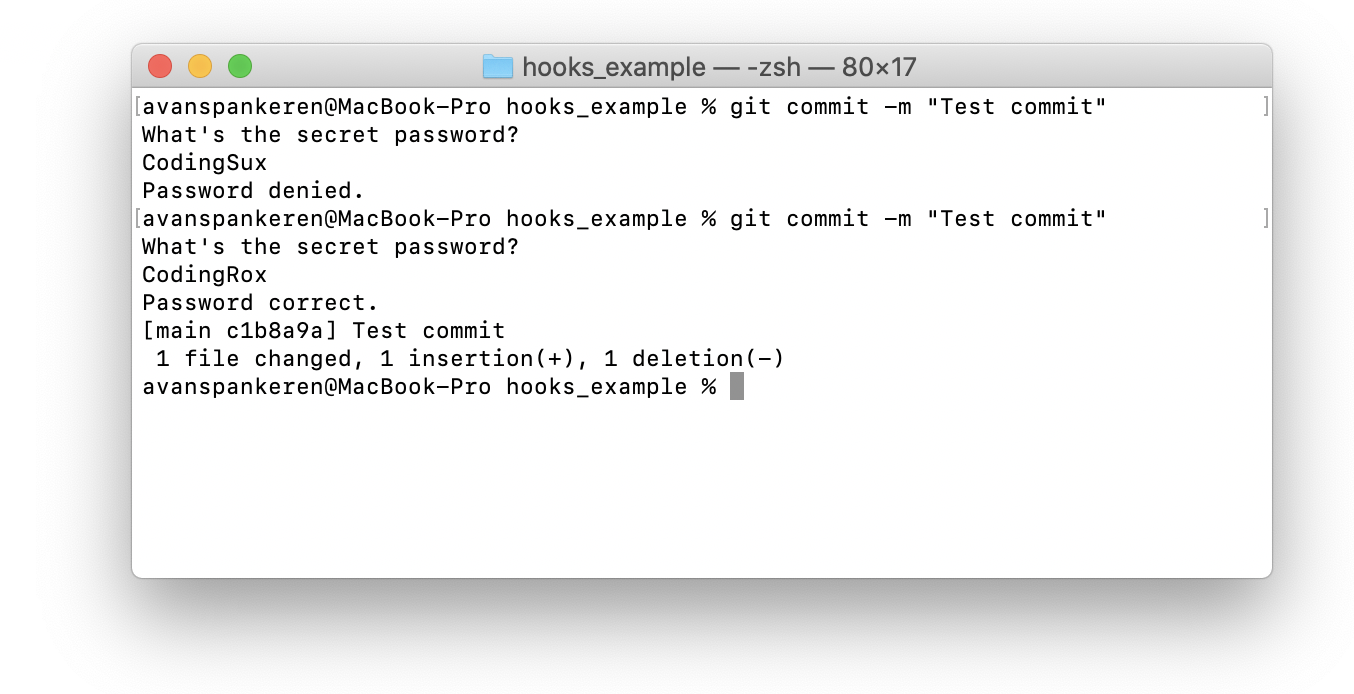 hooks_example — -zsh — 80×17
[avanspankeren@MacBook-Pro hooks_example % git commit -m "Test commit" ]
What's the secret password?
CodingSux
Password denied.
[avanspankeren@MacBook-Pro hooks_example % git commit -m "Test commit" ]
What's the secret password?
CodingRox
Password correct.
[main c1b8a9a] Test commit
 1 file changed, 1 insertion(+), 1 deletion(-)
avanspankeren@MacBook-Pro hooks_example %